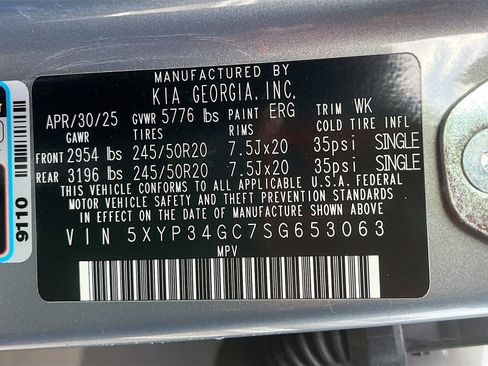 MANUFACTURED BY
KIA GEORGIA, INC,
APR/30/25 GVWR 5776 lbs PAINT ERG TRIM WK
GAWR TIRES RIMS COLD TIRE INFL
FRONT 2954 lbs 245/50R20 7.5Jx20 35psi SINGLE
REAR 3196 lbs 245/50R20 7.5Jx20 35psi SINGLE
THIS VEHICLE CONFORMS TO ALL APPLICABLE U.S.A. FEDERAL
MOTOR VEHICLE SAFETY AND THEFT PREVENTION STANDARDS
IN EFFECT ON THE DATE OF MANUFACTURE SHOWN ABOVE.
VIN 5XYP34GC7SG653063
MPV
9110